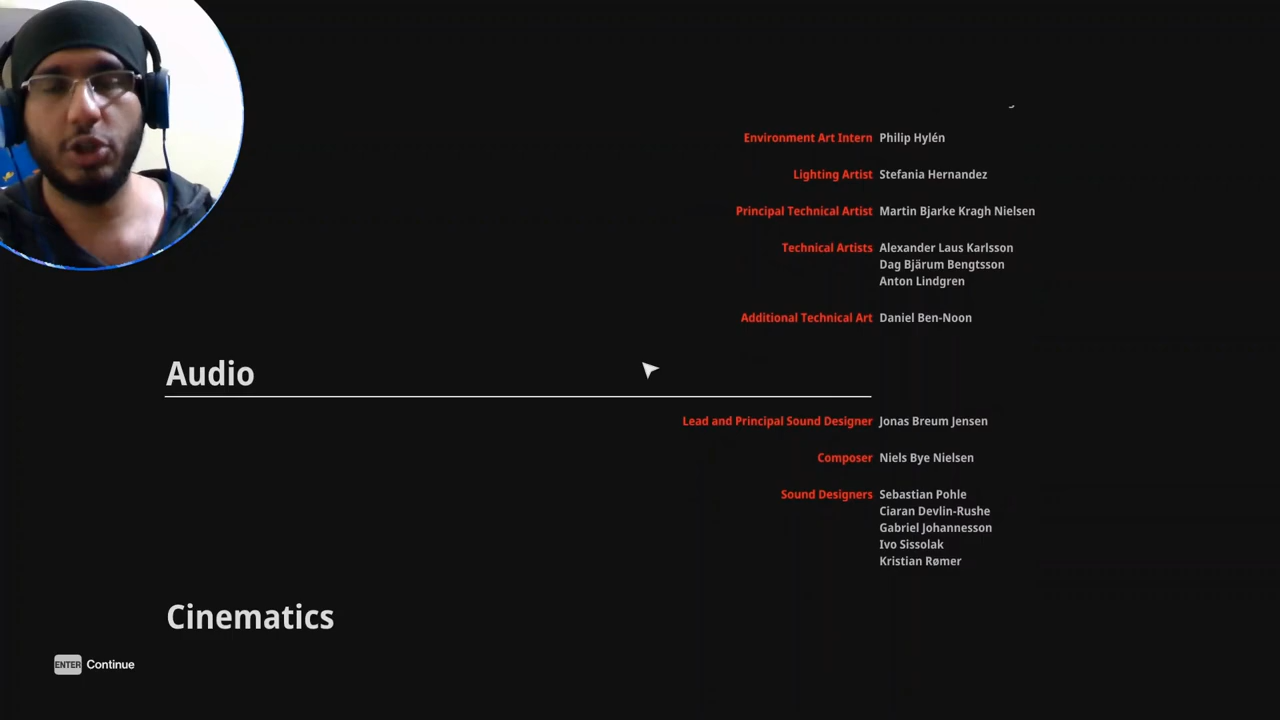 Environment Art Intern Philip Hylén
Lighting Artist Stefania Hernandez
Principal Technical Artist Martin Bjarke Kragh Nielsen
Technical Artists Alexander Laus Karlsson
Dag Bjärum Bengtsson
Anton Lindgren
Additional Technical Art Daniel Ben-Noon
Audio
Lead and Principal Sound Designer Jonas Breum Jensen
Composer Niels Bye Nielsen
Sound Designers Sebastian Pohle
Ciaran Devlin-Rushe
Gabriel Johannesson
Ivo Sissolak
Kristian Rømer
Cinematics
ENTER Continue